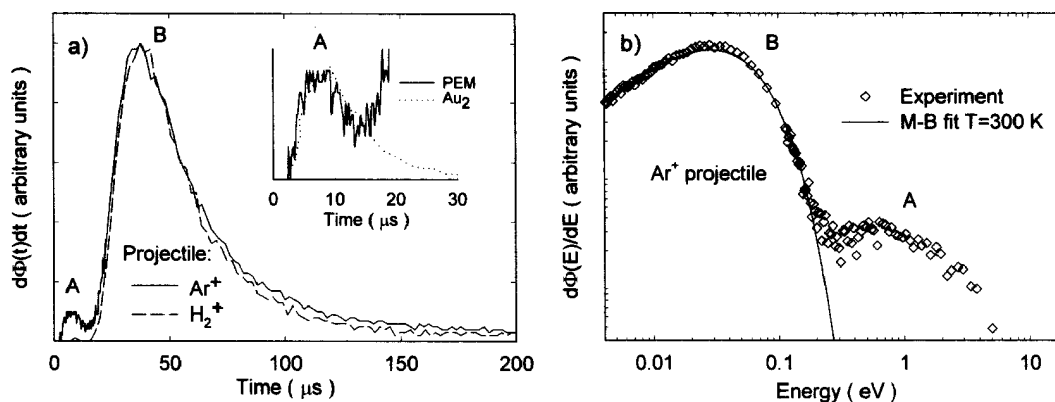 a)
B
A
PEM
Au2
0 10 20 30
Time ( μs )
A
Projectile:
Ar+
H2+
dΦ(t)dt ( arbitrary units )
0 50 100 150 200
Time ( μs )
b)
B
Experiment
M-B fit T=300 K
Ar+ projectile
A
dΦ(E)/dE ( arbitrary units )
0.01 0.1 1 10
Energy ( eV )